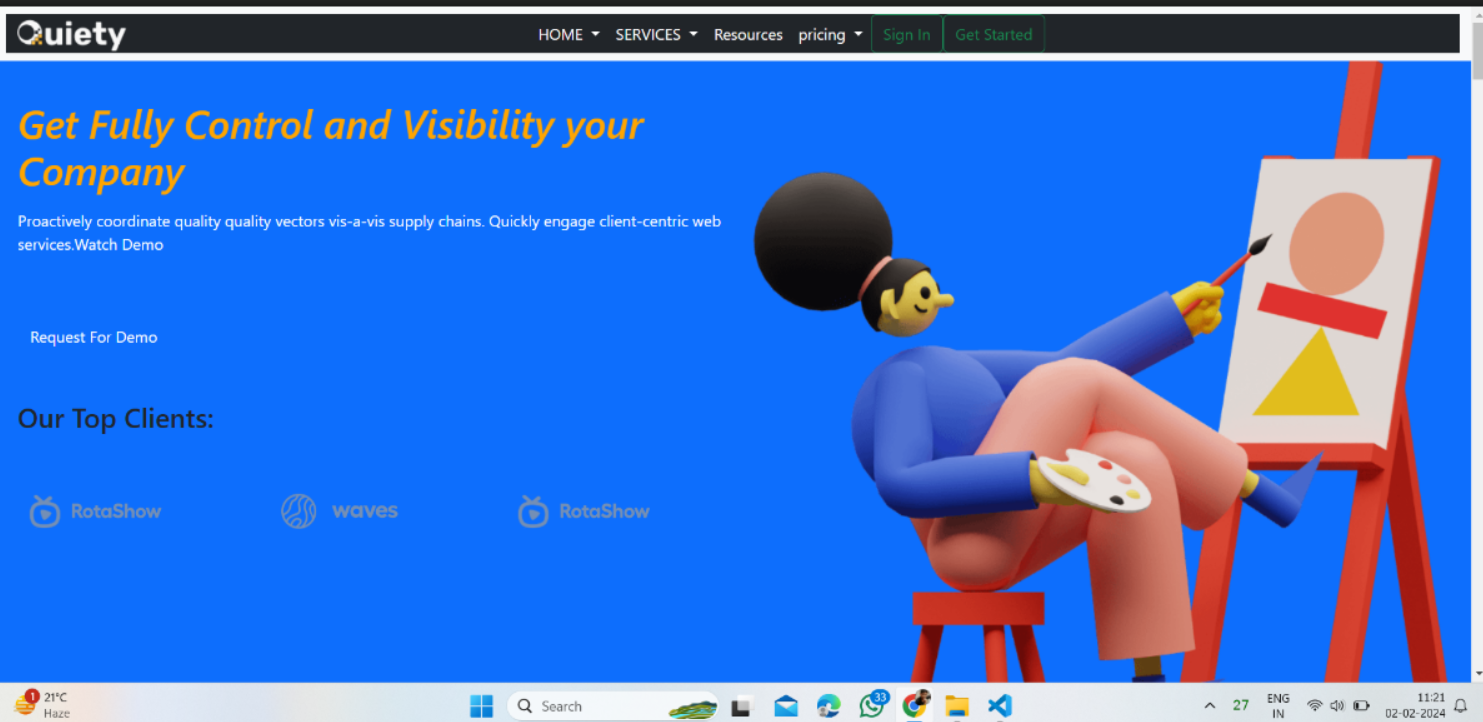 Quiety
HOME SERVICES Resources pricing Sign In Get Started
Get Fully Control and Visibility your
Company
Proactively coordinate quality quality vectors vis-a-vis supply chains. Quickly engage client-centric web
services.Watch Demo
Request For Demo
Our Top Clients:
RotaShow waves RotaShow
1
21°C
Haze
Search
33
27
ENG
IN
11:21
02-02-2024